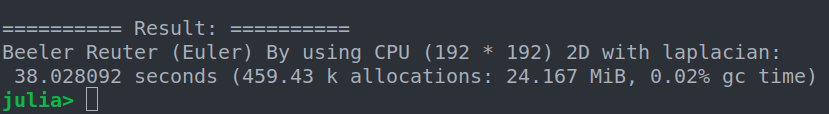 ========== Result: ==========
Beeler Reuter (Euler) By using CPU (192 * 192) 2D with laplacian:
 38.028092 seconds (459.43 k allocations: 24.167 MiB, 0.02% gc time)
julia>